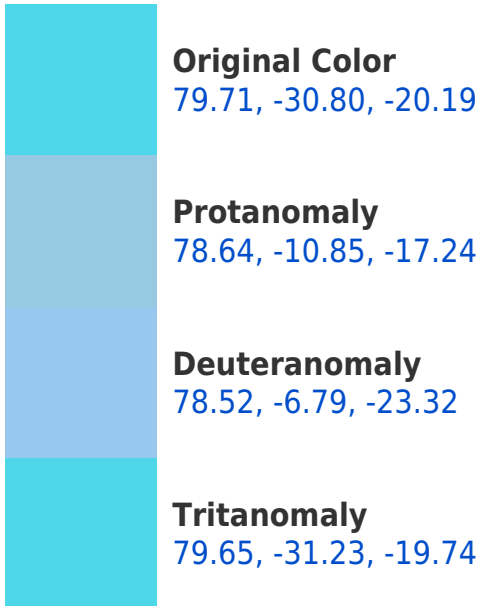 Original Color
79.71, -30.80, -20.19
Protanomaly
78.64, -10.85, -17.24
Deuteranomaly
78.52, -6.79, -23.32
Tritanomaly
79.65, -31.23, -19.74